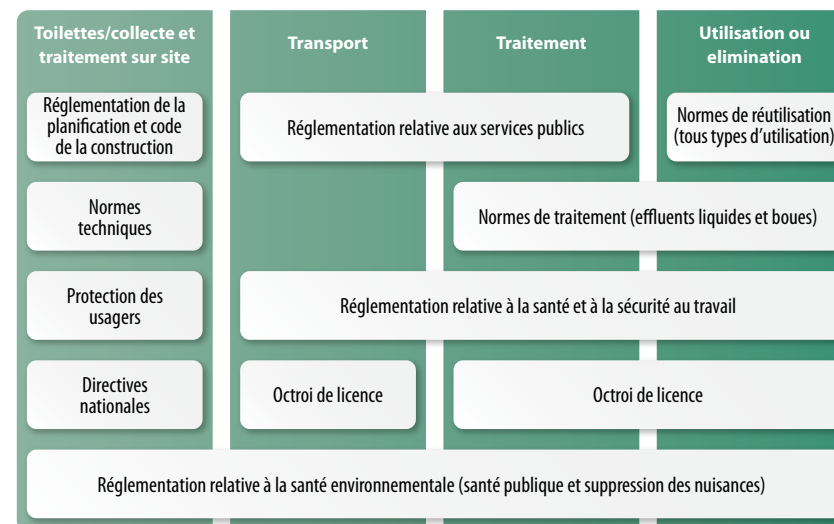 Toilettes/collecte et
traitement sur site
Transport
Traitement
Utilisation ou
elimination
Réglementation de la
planification et code
de la construction
Réglementation relative aux services publics
Normes de réutilisation
(tous types d’utilisation)
Normes
techniques
Normes de traitement (effluents liquides et boues)
Protection des
usagers
Réglementation relative à la santé et à la sécurité au travail
Directives
nationales
Octroi de licence
Octroi de licence
Réglementation relative à la santé environnementale (santé publique et suppression des nuisances)